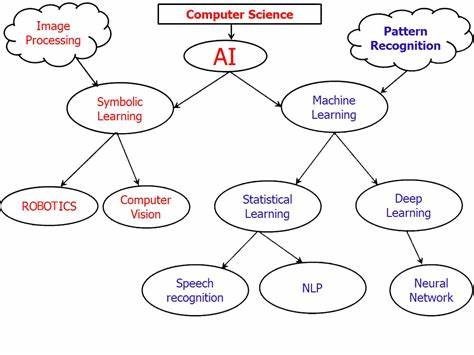 Computer Science
Image
Processing
AI
Pattern
Recognition
Symbolic
Learning
Machine
Learning
ROBOTICS
Computer
Vision
Statistical
Learning
Deep
Learning
Speech
recognition
NLP
Neural
Network